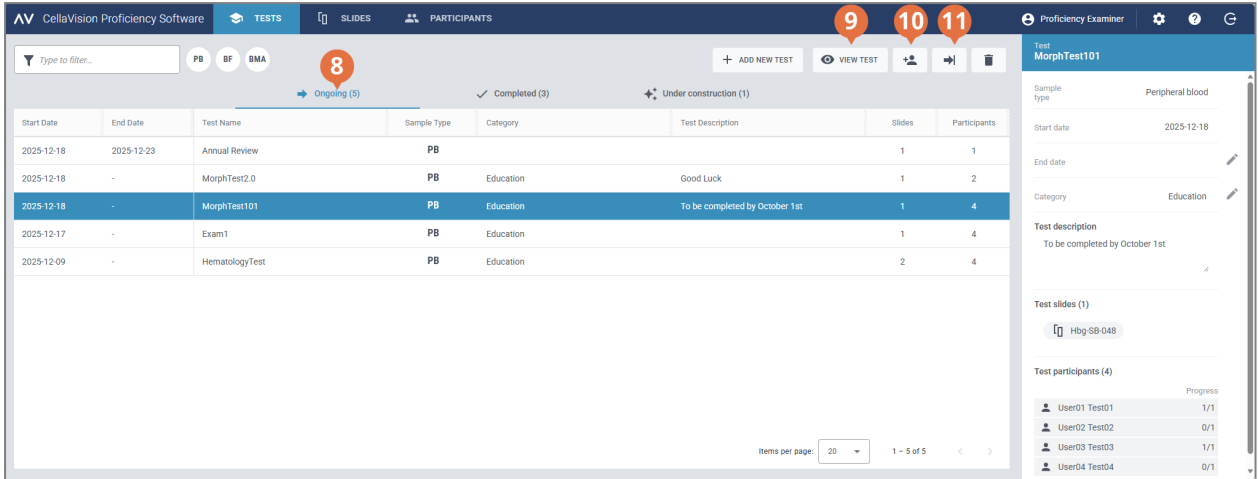 CellaVision Proficiency Software TESTS SLIDES PARTICIPANTS 9 10 11 Proficiency Examiner
Type to filter... PB BF BMA 8 + ADD NEW TEST VIEW TEST
Ongoing (5) Completed (3) Under construction (1)
Start Date End Date Test Name Sample Type Category Test Description Slides Participants
2025-12-18 2025-12-23 Annual Review PB 1 1
2025-12-18 - MorphTest2.0 PB Education Good Luck 1 2
2025-12-18 - MorphTest101 PB Education To be completed by October 1st 1 4
2025-12-17 - Exam1 PB Education 1 4
2025-12-09 - HematologyTest PB Education 2 4
Items per page: 20 1 – 5 of 5
Test
MorphTest101
Sample type Peripheral blood
Start date 2025-12-18
End date
Category Education
Test description
To be completed by October 1st
Test slides (1)
Hbg-SB-048
Test participants (4)
Progress
User01 Test01 1/1
User02 Test02 0/1
User03 Test03 1/1
User04 Test04 0/1